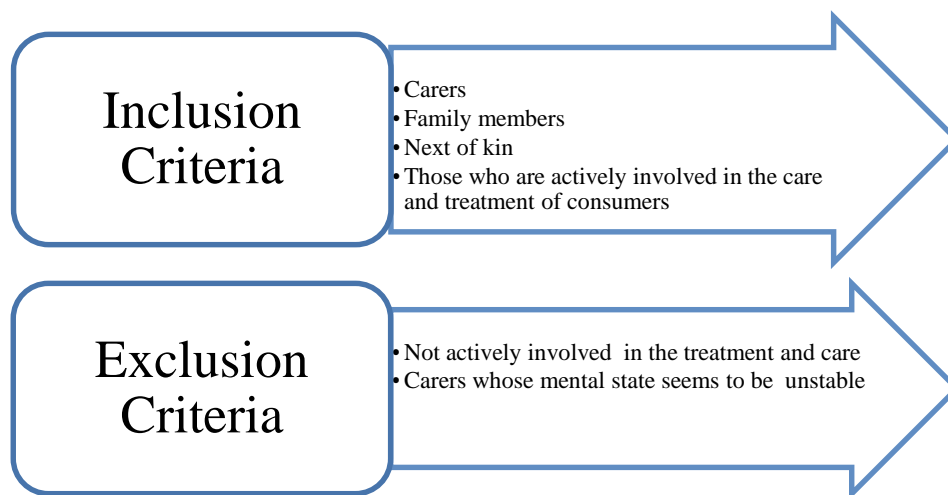 Inclusion
Criteria
• Carers
• Family members
• Next of kin
• Those who are actively involved in the care
and treatment of consumers
Exclusion
Criteria
• Not actively involved in the treatment and care
• Carers whose mental state seems to be unstable